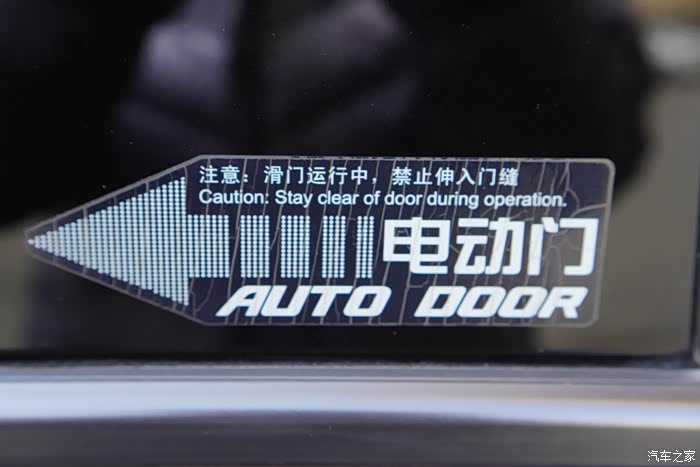 注意：滑门运行中，禁止伸入门缝
Caution: Stay clear of door during operation.
电动门
AUTO DOOR
汽车之家